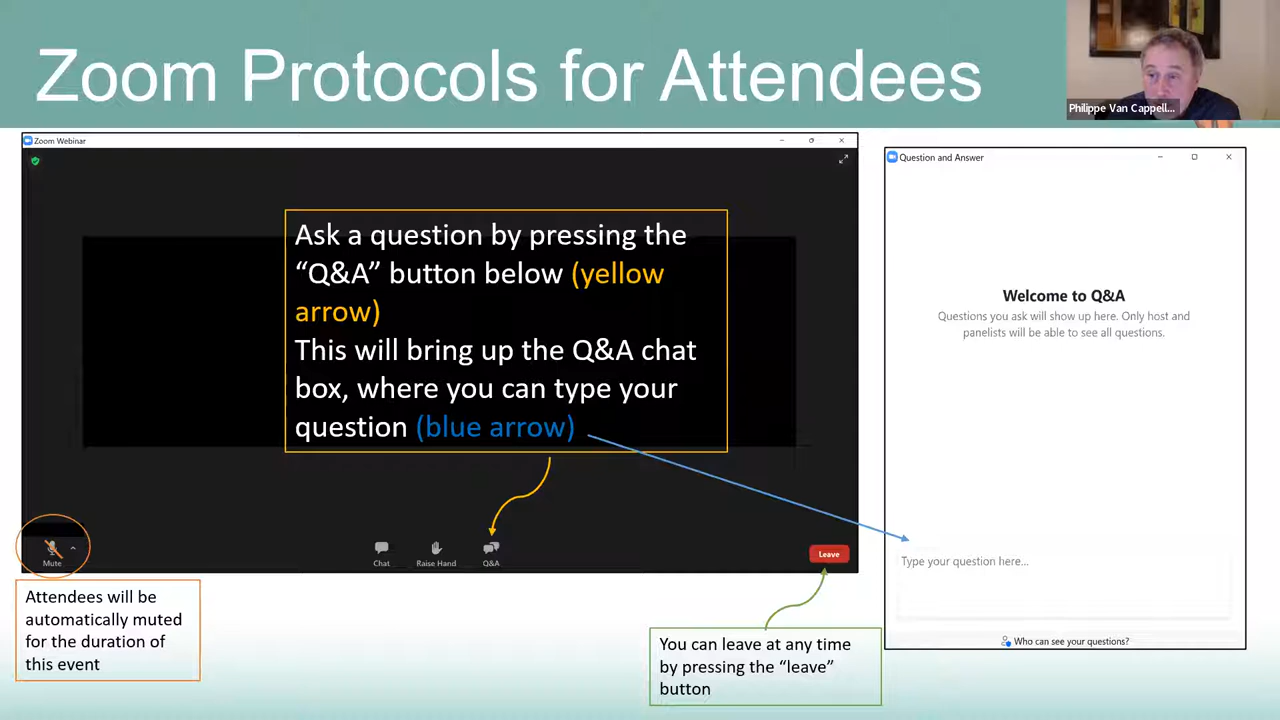 Zoom Protocols for Attendees
Philippe Van Cappell...
Zoom Webinar
Ask a question by pressing the
“Q&A” button below (yellow
arrow)
This will bring up the Q&A chat
box, where you can type your
question (blue arrow)
Mute
Chat
Raise Hand
Q&A
Leave
Attendees will be
automatically muted
for the duration of
this event
You can leave at any time
by pressing the “leave”
button
Question and Answer
Welcome to Q&A
Questions you ask will show up here. Only host and
panelists will be able to see all questions.
Type your question here...
Who can see your questions?